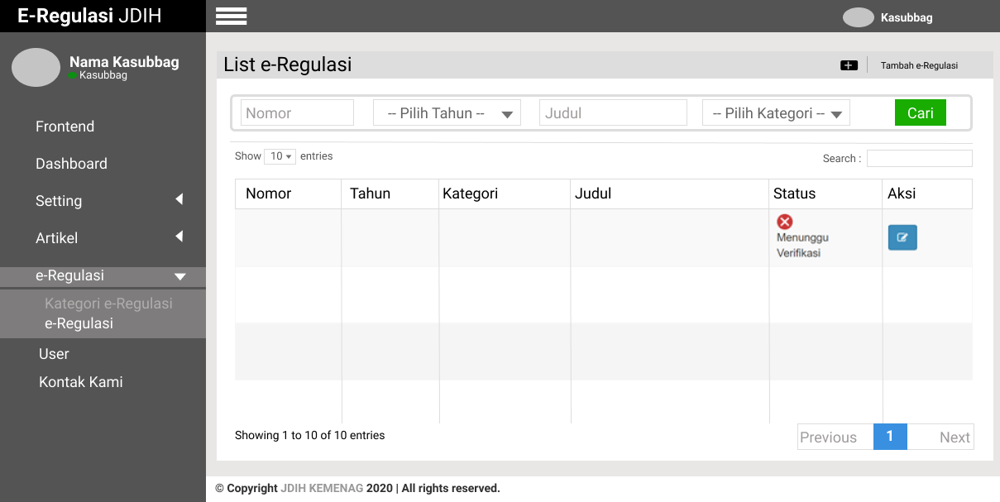 E-Regulasi JDIH
Kasubbag
Nama Kasubbag
Kasubbag
Frontend
Dashboard
Setting
Artikel
e-Regulasi
Kategori e-Regulasi
e-Regulasi
User
Kontak Kami
List e-Regulasi
Tambah e-Regulasi
Nomor
-- Pilih Tahun --
Judul
-- Pilih Kategori --
Cari
Show 10 entries
Search :
Nomor Tahun Kategori Judul Status Aksi
Menunggu
Verifikasi
Showing 1 to 10 of 10 entries
Previous 1 Next
© Copyright JDIH KEMENAG 2020 | All rights reserved.